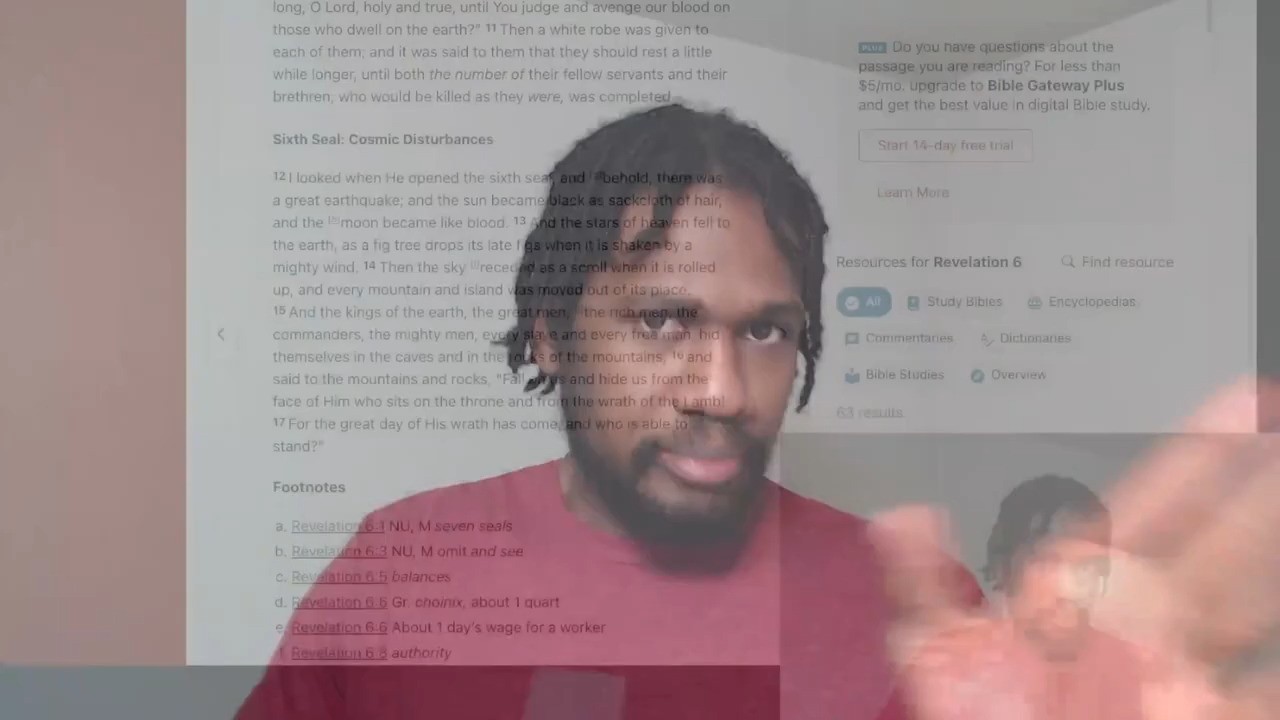 long, O Lord, holy and true, until You judge and avenge our blood on
those who dwell on the earth?" 11 Then a white robe was given to
each of them; and it was said to them that they should rest a little
while longer, until both the number of their fellow servants and their
brethren, who would be killed as they were, was completed.
Sixth Seal: Cosmic Disturbances
12 I looked when He opened the sixth seal, and behold, there was
a great earthquake; and the sun became black as sackcloth of hair,
and the moon became like blood. 13 And the stars of heaven fell to
the earth, as a fig tree drops its late figs when it is shaken by a
mighty wind. 14 Then the sky receded as a scroll when it is rolled
up, and every mountain and island was moved out of its place.
15 And the kings of the earth, the great men, the rich men, the
commanders, the mighty men, every slave and every free man, hid
themselves in the caves and in the rocks of the mountains, 16 and
said to the mountains and rocks, "Fall on us and hide us from the
face of Him who sits on the throne and from the wrath of the Lamb!
17 For the great day of His wrath has come, and who is able to
stand?"
Footnotes
a. Revelation 6:1 NU, M seven seals
b. Revelation 6:3 NU, M omit and see
c. Revelation 6:5 balances
d. Revelation 6:6 Gr. choinix, about 1 quart
e. Revelation 6:6 About 1 day's wage for a worker
f. Revelation 6:8 authority
PLUS Do you have questions about the
passage you are reading? For less than
$5/mo. upgrade to Bible Gateway Plus
and get the best value in digital Bible study.
Start 14-day free trial
Learn More
Resources for Revelation 6 Find resource
All Study Bibles Encyclopedias
Commentaries Dictionaries
Bible Studies Overview
63 results